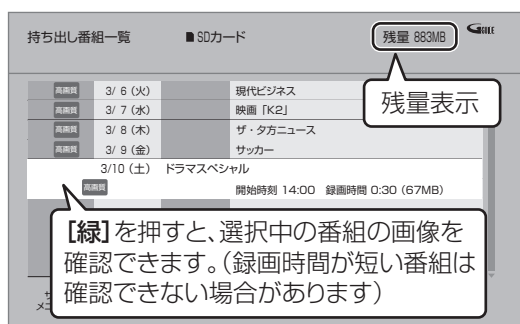 持ち出し番組一覧 ■SDカード 残量 883MB GGUIDE
残量表示
高画質 3/ 6 (火) 現代ビジネス
高画質 3/ 7 (水) 映画「K2」
高画質 3/ 8 (木) ザ・夕方ニュース
高画質 3/ 9 (金) サッカー
3/10 (土) ドラマスペシャル
高画質 開始時刻 14:00 録画時間 0:30 (67MB)
[緑]を押すと、選択中の番組の画像を
確認できます。(録画時間が短い番組は
確認できない場合があります)